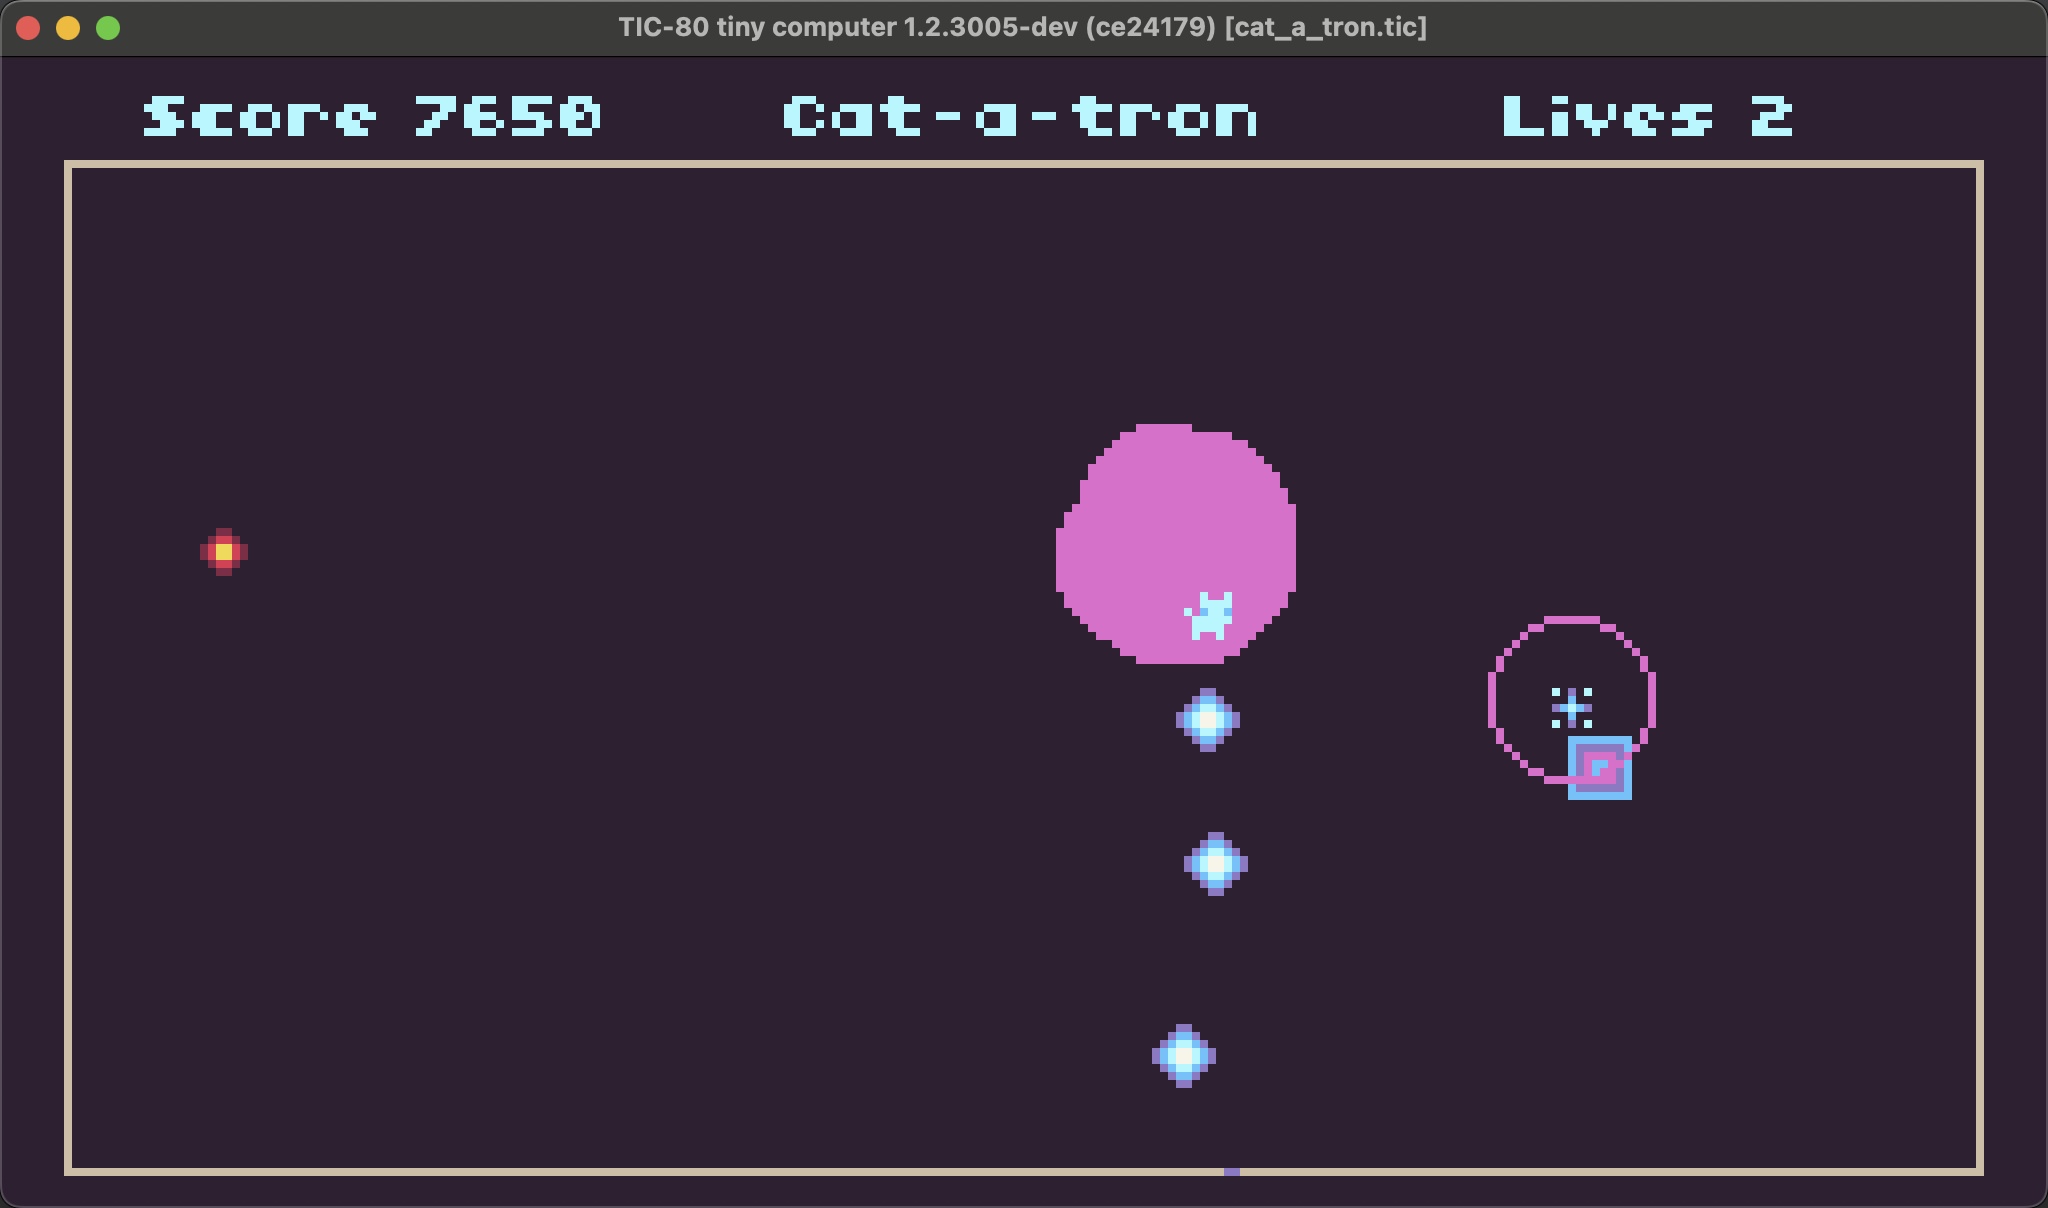 TIC-80 tiny computer 1.2.3005-dev (ce24179) [cat_a_tron.tic]
Score 7650 Cat-a-tron Lives 2